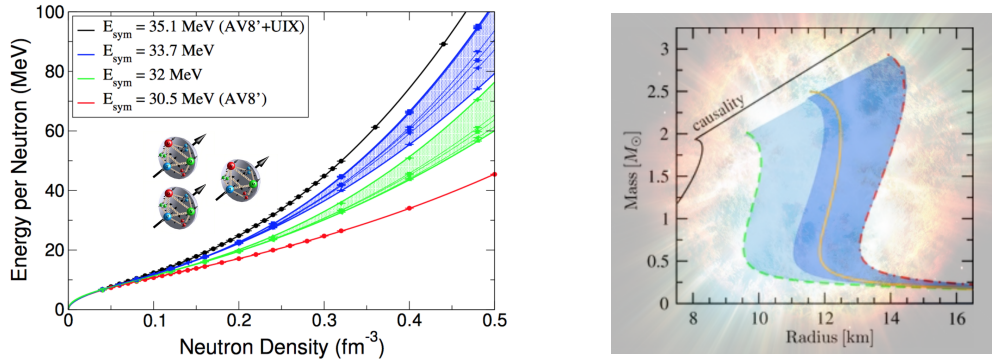 Energy per Neutron (MeV)
100
80
60
40
20
0
E_sym = 35.1 MeV (AV8'+UIX)
E_sym = 33.7 MeV
E_sym = 32 MeV
E_sym = 30.5 MeV (AV8')
0 0.1 0.2 0.3 0.4 0.5
Neutron Density (fm⁻³)
Mass [M⊙]
3
2.5
2
1.5
1
0.5
0
causality
8 10 12 14 16
Radius [km]